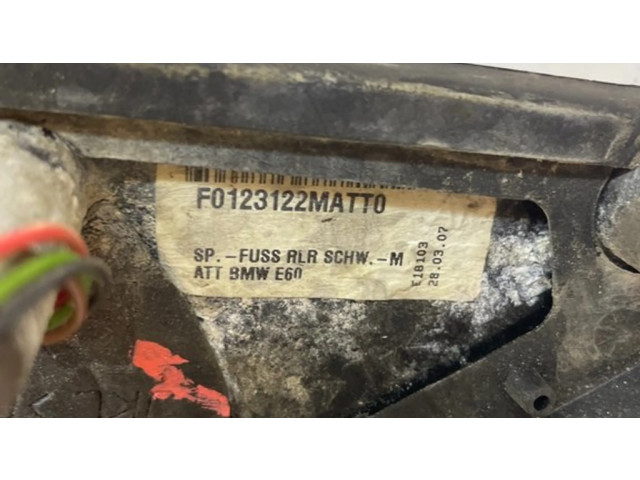 F0123122MATT0
SP.-FUSS RLR SCHW.-M
ATT BMW E60
E18103
28.03.07